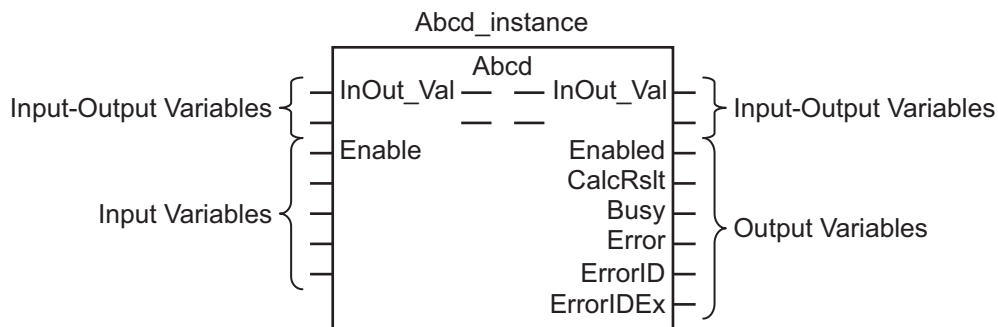 Abcd_instance
Abcd
InOut_Val InOut_Val
Input-Output Variables Input-Output Variables
Enable Enabled
CalcRslt
Input Variables Busy Output Variables
Error
ErrorID
ErrorIDEx